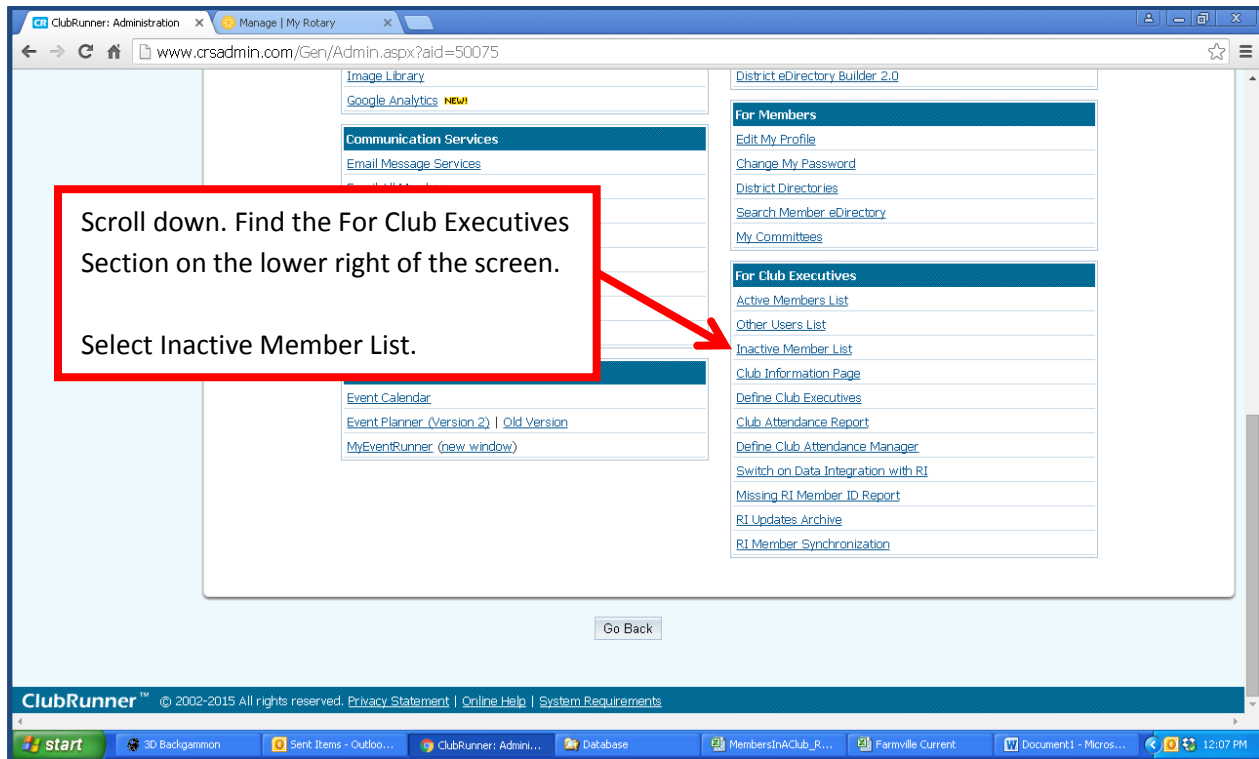 CR ClubRunner: Administration
Manage | My Rotary
www.crsadmin.com/Gen/Admin.aspx?aid=50075
Image Library
Google Analytics NEW!
Communication Services
Email Message Services
Scroll down. Find the For Club Executives
Section on the lower right of the screen.
Select Inactive Member List.
Event Calendar
Event Planner (Version 2) | Old Version
MyEventRunner (new window)
District eDirectory Builder 2.0
For Members
Edit My Profile
Change My Password
District Directories
Search Member eDirectory
My Committees
For Club Executives
Active Members List
Other Users List
Inactive Member List
Club Information Page
Define Club Executives
Club Attendance Report
Define Club Attendance Manager
Switch on Data Integration with RI
Missing RI Member ID Report
RI Updates Archive
RI Member Synchronization
Go Back
ClubRunner™ © 2002-2015 All rights reserved. Privacy Statement | Online Help | System Requirements
start
3D Backgammon
Sent Items - Outloo...
ClubRunner: Admini...
Database
MembersInAClub_R...
Farmville Current
Document1 - Micros...
12:07 PM